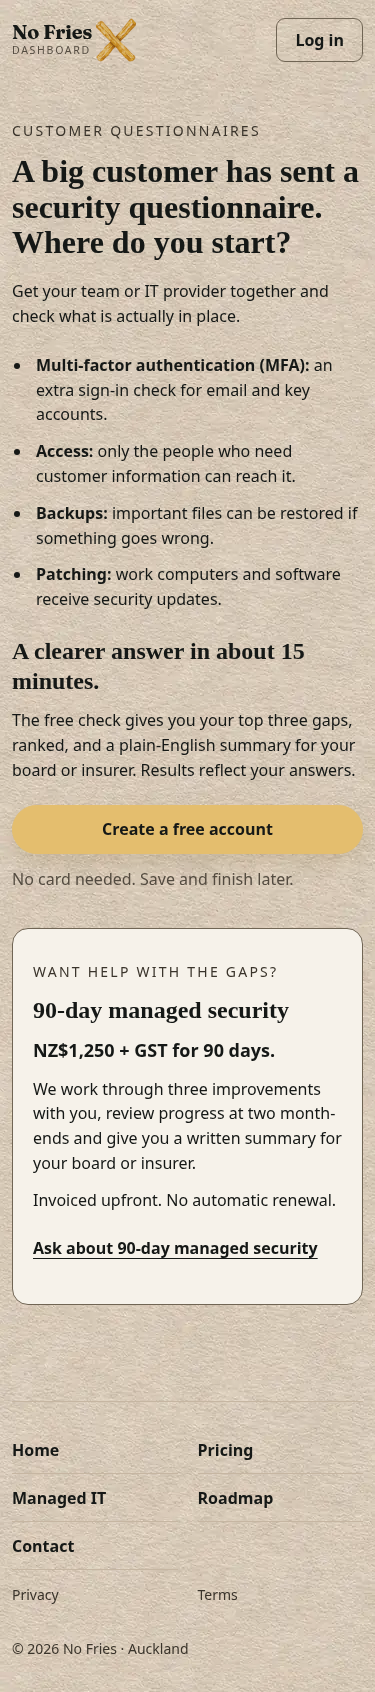 No Fries
DASHBOARD
Log in
CUSTOMER QUESTIONNAIRES
A big customer has sent a
security questionnaire.
Where do you start?
Get your team or IT provider together and
check what is actually in place.
• Multi-factor authentication (MFA): an
extra sign-in check for email and key
accounts.
• Access: only the people who need
customer information can reach it.
• Backups: important files can be restored if
something goes wrong.
• Patching: work computers and software
receive security updates.
A clearer answer in about 15
minutes.
The free check gives you your top three gaps,
ranked, and a plain-English summary for your
board or insurer. Results reflect your answers.
Create a free account
No card needed. Save and finish later.
WANT HELP WITH THE GAPS?
90-day managed security
NZ$1,250 + GST for 90 days.
We work through three improvements
with you, review progress at two month-
ends and give you a written summary for
your board or insurer.
Invoiced upfront. No automatic renewal.
Ask about 90-day managed security
Home
Pricing
Managed IT
Roadmap
Contact
Privacy
Terms
© 2026 No Fries · Auckland